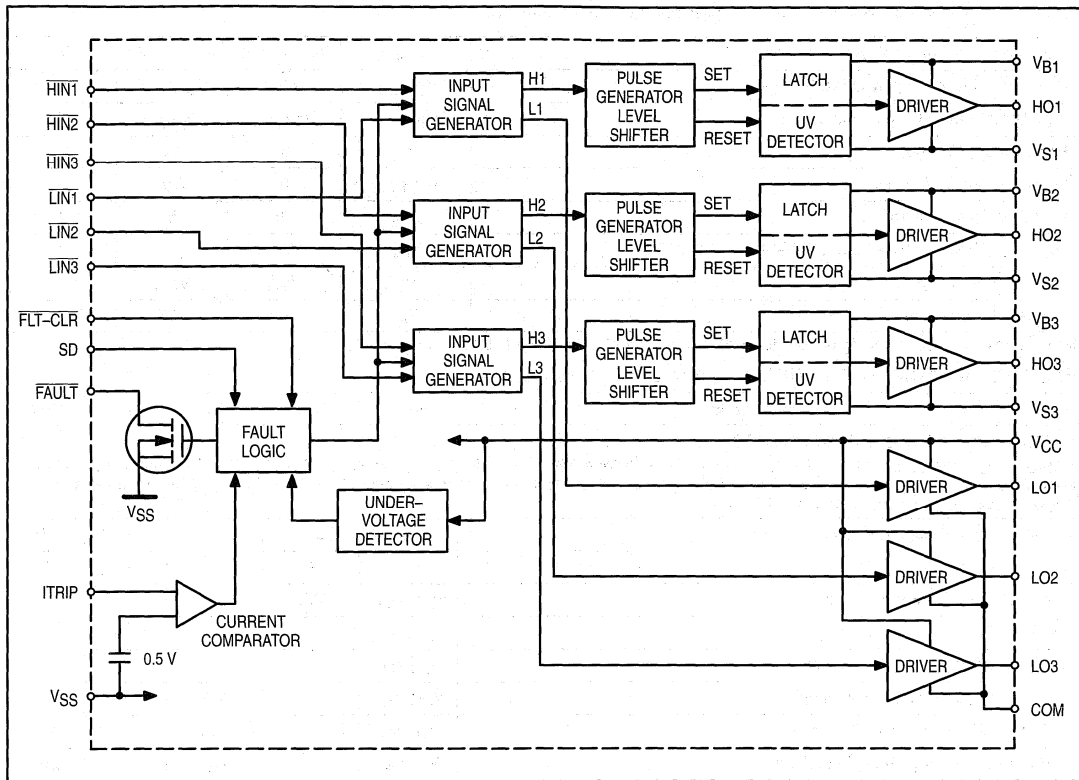 HIN1
HIN2
HIN3
LIN1
LIN2
LIN3
FLT-CLR
SD
FAULT
VSS
ITRIP
0.5 V
VSS
CURRENT
COMPARATOR
FAULT
LOGIC
UNDER-
VOLTAGE
DETECTOR
INPUT
SIGNAL
GENERATOR
H1
L1
PULSE
GENERATOR
LEVEL
SHIFTER
SET
RESET
LATCH
UV
DETECTOR
DRIVER
VB1
HO1
VS1
INPUT
SIGNAL
GENERATOR
H2
L2
PULSE
GENERATOR
LEVEL
SHIFTER
SET
RESET
LATCH
UV
DETECTOR
DRIVER
VB2
HO2
VS2
INPUT
SIGNAL
GENERATOR
H3
L3
PULSE
GENERATOR
LEVEL
SHIFTER
SET
RESET
LATCH
UV
DETECTOR
DRIVER
VB3
HO3
VS3
VCC
DRIVER
LO1
DRIVER
LO2
DRIVER
LO3
COM